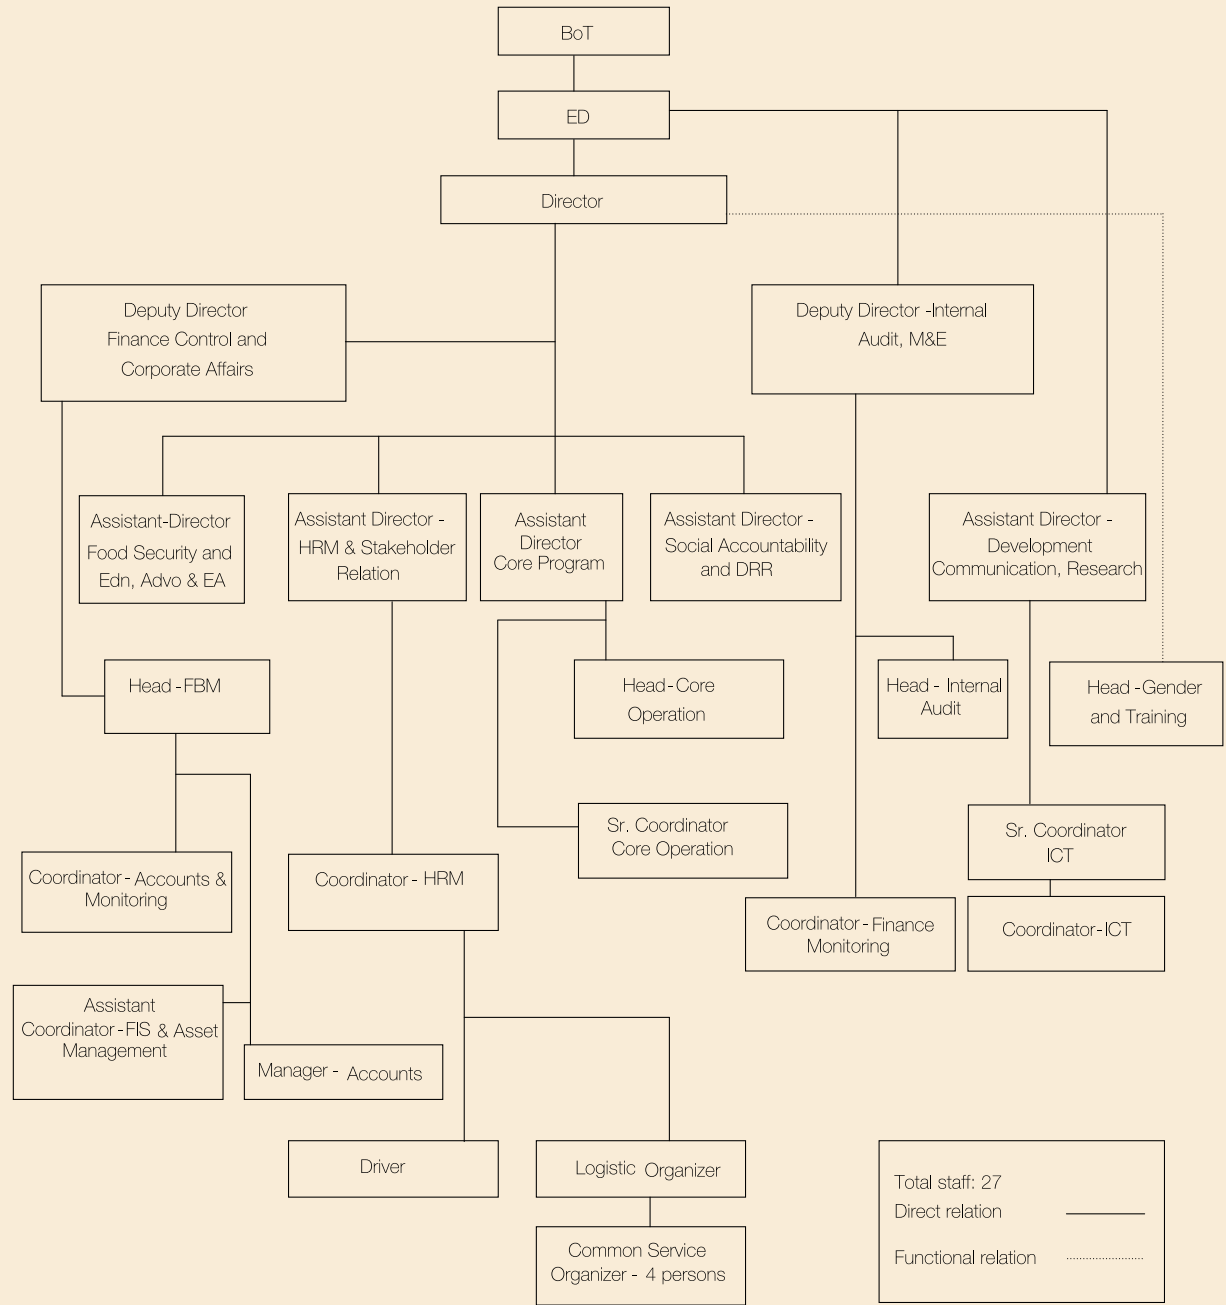 BoT
ED
Director
Deputy Director
Finance Control and
Corporate Affairs
Deputy Director -Internal
Audit, M&E
Assistant-Director
Food Security and
Edn, Advo & EA
Assistant Director -
HRM & Stakeholder
Relation
Assistant
Director
Core Program
Assistant Director -
Social Accountability
and DRR
Assistant Director -
Development
Communication, Research
Head -FBM
Head-Core
Operation
Head - Internal
Audit
Head -Gender
and Training
Sr. Coordinator
Core Operation
Sr. Coordinator
ICT
Coordinator- Accounts &
Monitoring
Coordinator - HRM
Coordinator-Finance
Monitoring
Coordinator-ICT
Assistant
Coordinator-FIS & Asset
Management
Manager - Accounts
Driver
Logistic Organizer
Common Service
Organizer - 4 persons
Total staff: 27
Direct relation
Functional relation